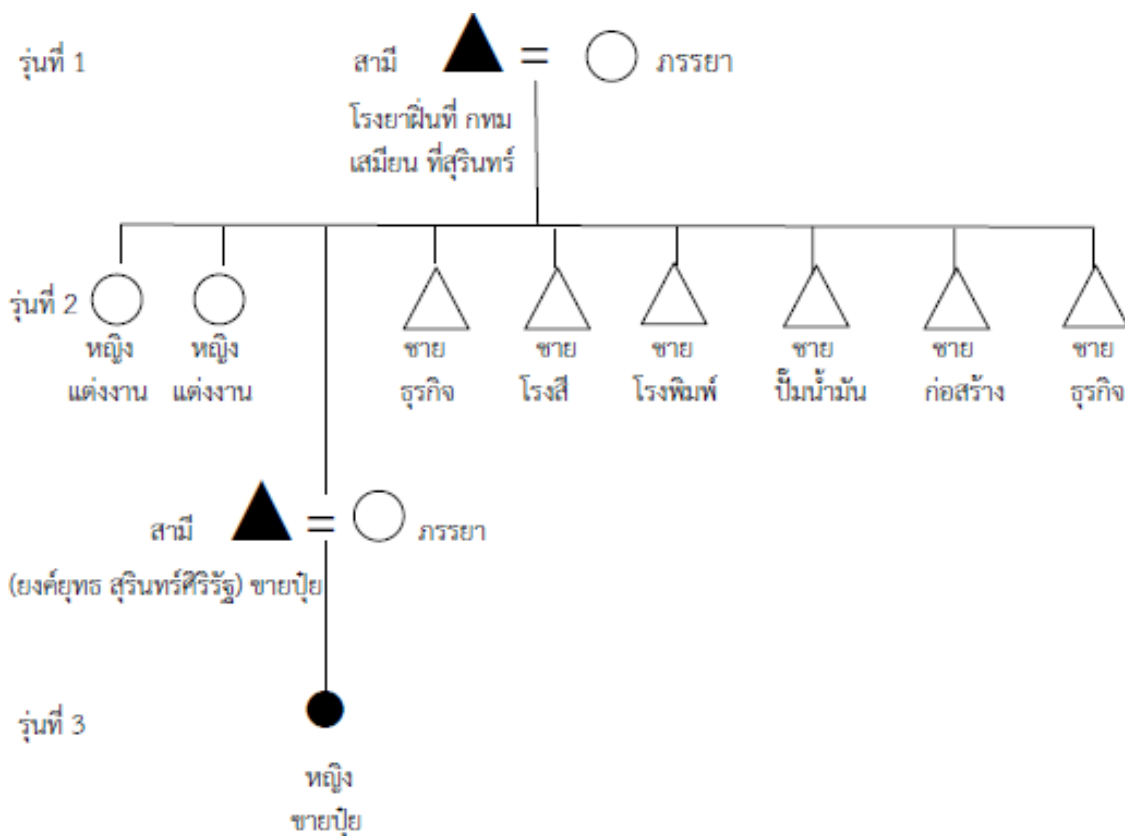 รุ่นที่ 1
สามี = ภรรยา
โรงยาฝิ่นที่ กทม
เสมียน ที่สุรินทร์
รุ่นที่ 2
หญิง หญิง ชาย ชาย ชาย ชาย ชาย ชาย
แต่งงาน แต่งงาน ธุรกิจ โรงสี โรงพิมพ์ ปั๊มน้ำมัน ก่อสร้าง ธุรกิจ
สามี = ภรรยา
(ยงค์ยุทธ สุรินทร์ศิริรัฐ) ขายปุ๋ย
รุ่นที่ 3
หญิง
ขายปุ๋ย